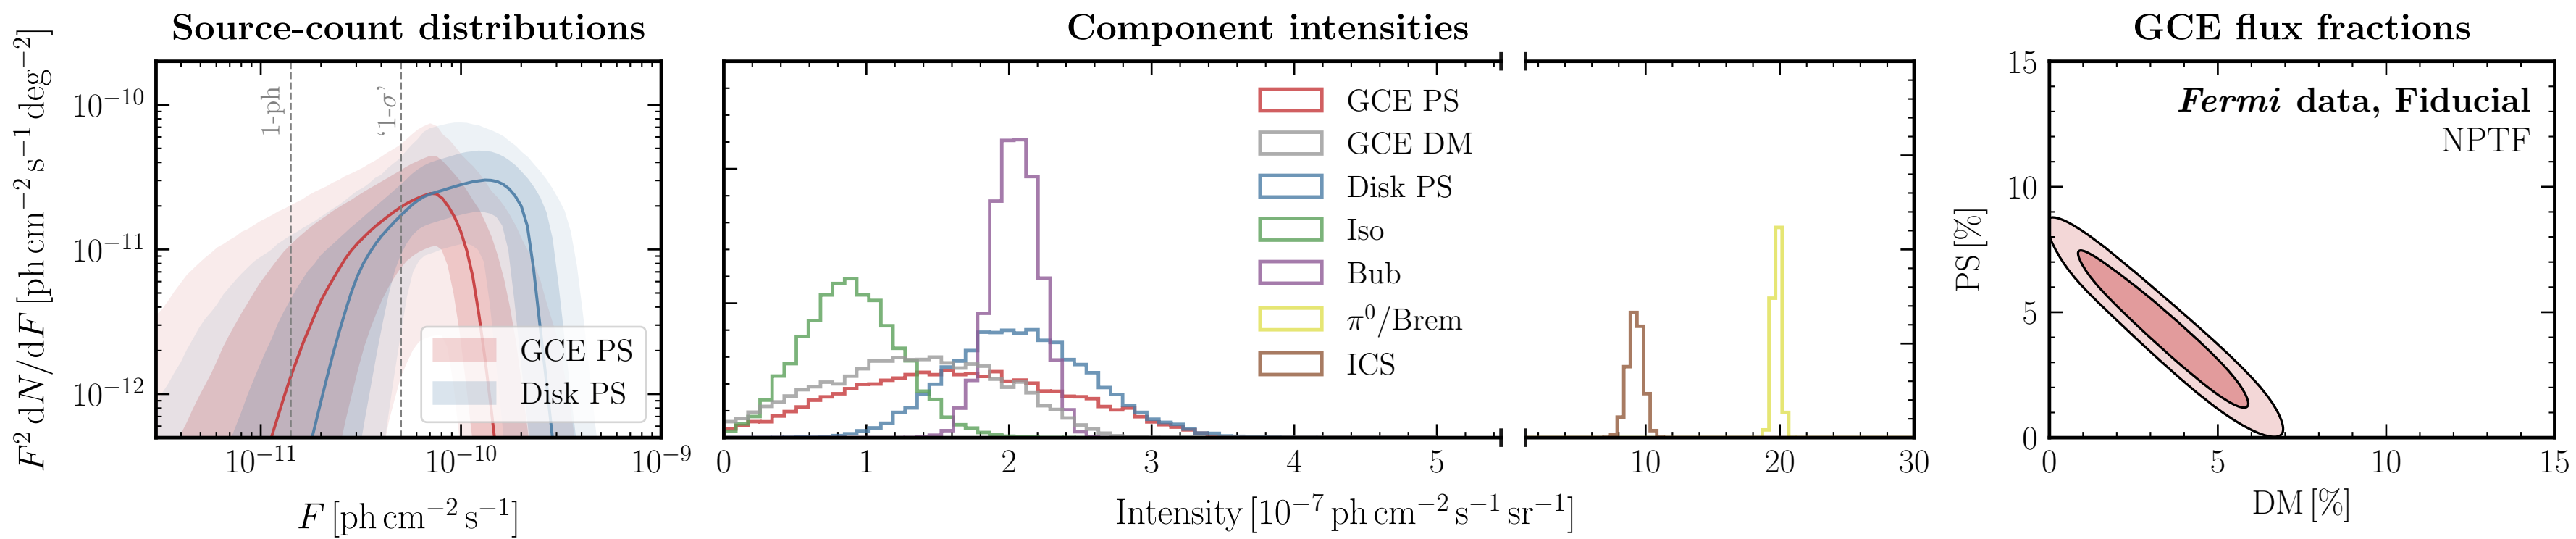 Source-count distributions
F² dN/dF [ph cm⁻² s⁻¹ deg⁻²]
10⁻¹⁰
10⁻¹¹
10⁻¹²
1-ph
‘1-σ’
GCE PS
Disk PS
10⁻¹¹ 10⁻¹⁰ 10⁻⁹
F [ph cm⁻² s⁻¹]
Component intensities
GCE PS
GCE DM
Disk PS
Iso
Bub
π⁰/Brem
ICS
0 1 2 3 4 5 10 20 30
Intensity [10⁻⁷ ph cm⁻² s⁻¹ sr⁻¹]
GCE flux fractions
Fermi data, Fiducial
NPTF
PS [%]
15
10
5
0
0 5 10 15
DM [%]